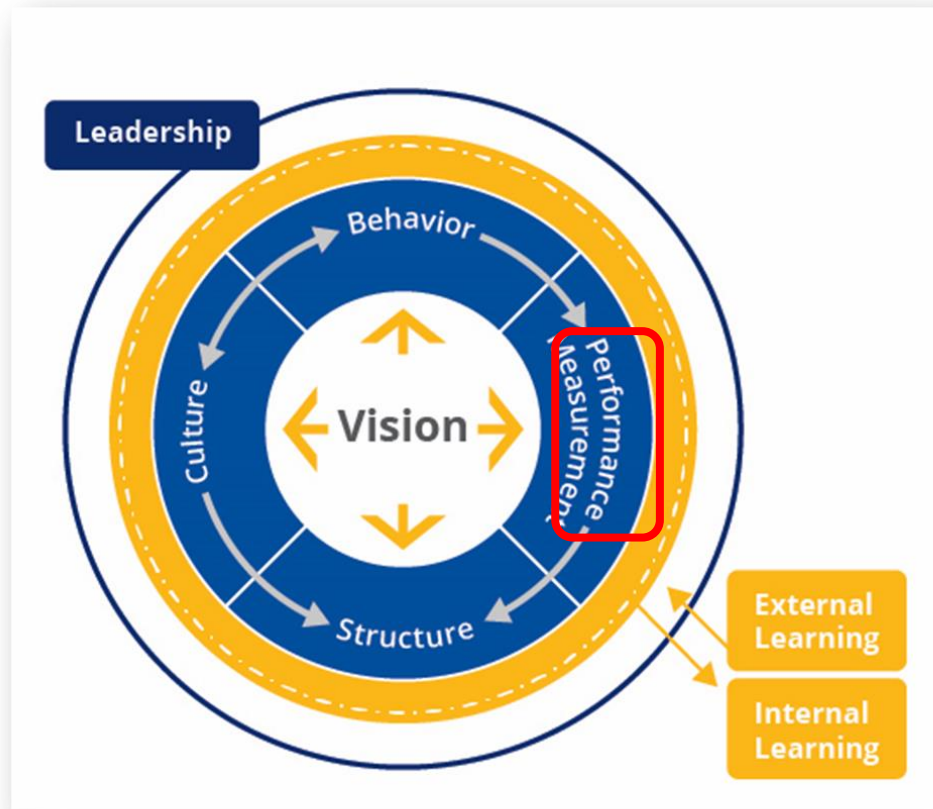 Leadership
Behavior
Culture
Vision
Performance
Measurement
Structure
External
Learning
Internal
Learning